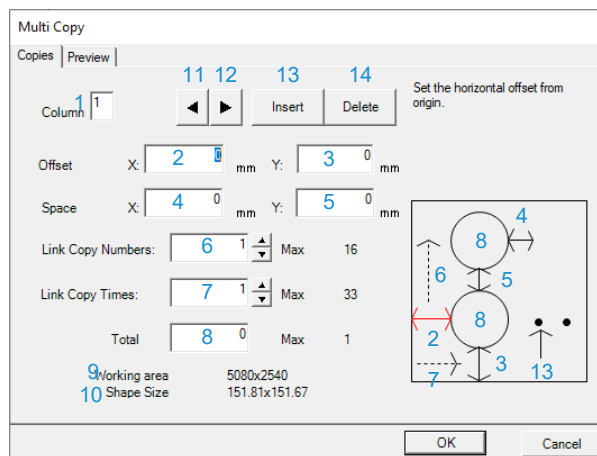 Multi Copy
Copies Preview
11 12 13 14
Column 1 1 ◄ ► Insert Delete
Set the horizontal offset from
origin.
Offset X: 2 0 mm Y: 3 0 mm
Space X: 4 0 mm Y: 5 0 mm
Link Copy Numbers: 6 1 Max 16
Link Copy Times: 7 1 Max 33
Total 8 0 Max 1
9 Working area 5080x2540
10 Shape Size 151.81x151.67
4
8
6 5
8
2
7 3 13
OK Cancel